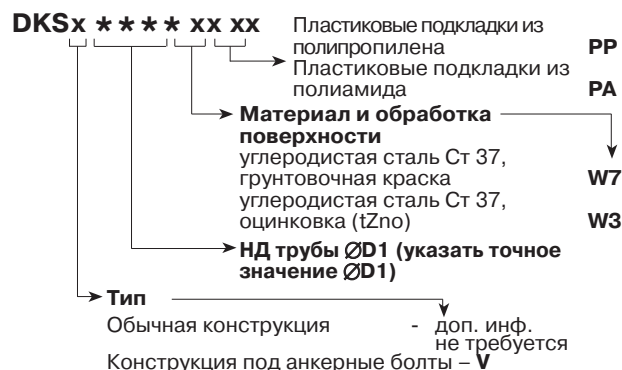 DKSx **** xx xx
Пластиковые подкладки из
полипропилена PP
Пластиковые подкладки из
полиамида PA
Материал и обработка
поверхности
углеродистая сталь Ст 37,
грунтовочная краска W7
углеродистая сталь Ст 37,
оцинковка (tZno) W3
НД трубы ∅D1 (указать точное
значение ∅D1)
Тип
Обычная конструкция - доп. инф.
не требуется
Конструкция под анкерные болты – V